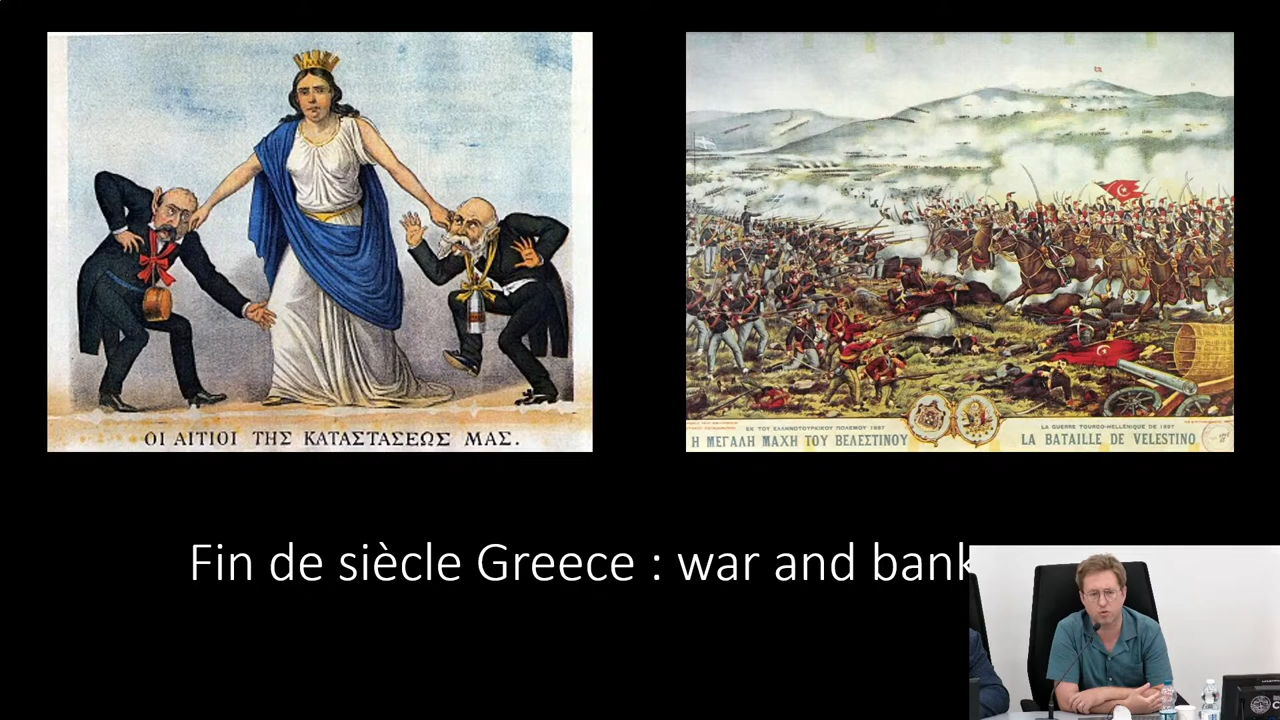 ΟΙ ΑΙΤΙΟΙ ΤΗΣ ΚΑΤΑΣΤΑΣΕΩΣ ΜΑΣ.
ΕΚ ΤΟΥ ΕΛΛΗΝΟΤΟΥΡΚΙΚΟΥ ΠΟΛΕΜΟΥ 1897
Η ΜΕΓΑΛΗ ΜΑΧΗ ΤΟΥ ΒΕΛΕΣΤΙΝΟΥ
LA GUERRE TOURCO-HELLÉNIQUE DE 1897
LA BATAILLE DE VELESTINO
Fin de siècle Greece : war and bank